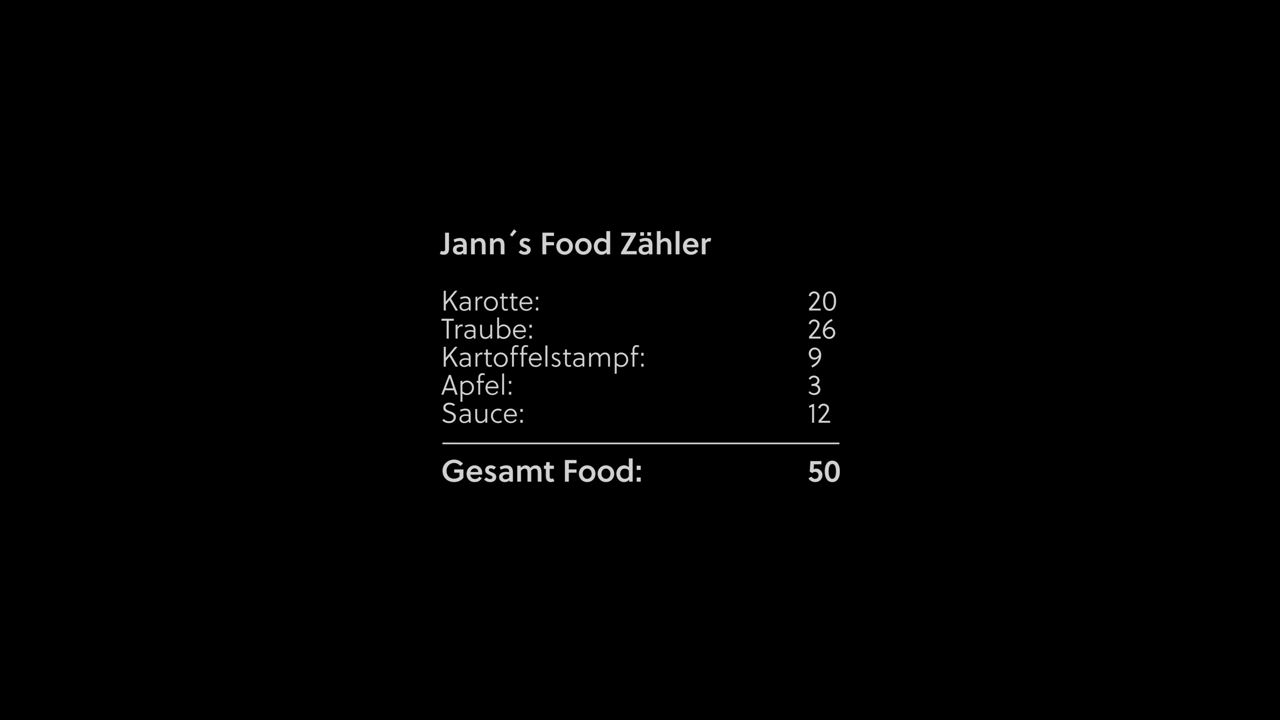 Jann´s Food Zähler
Karotte: 20
Traube: 26
Kartoffelstampf: 9
Apfel: 3
Sauce: 12
Gesamt Food: 50